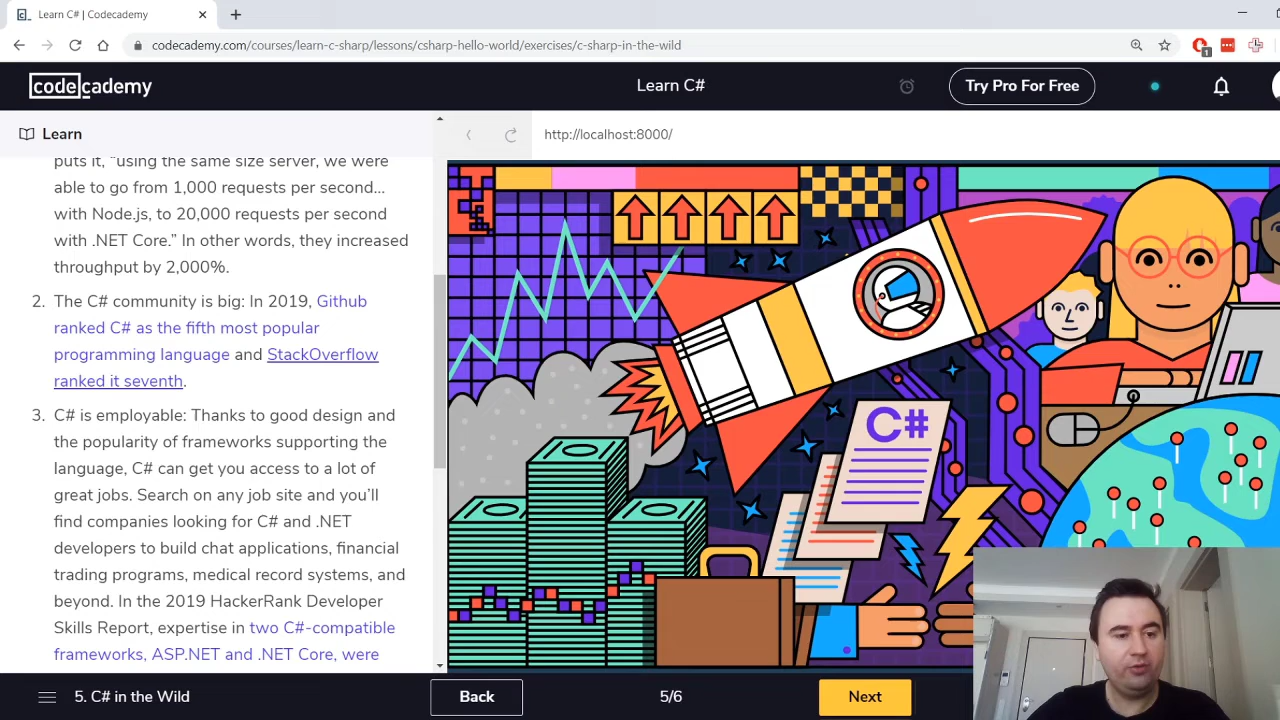 Learn C# | Codecademy
codecademy.com/courses/learn-c-sharp/lessons/csharp-hello-world/exercises/c-sharp-in-the-wild
1
codecademy
Learn C#
Try Pro For Free
Learn
http://localhost:8000/
puts it, “using the same size server, we were
able to go from 1,000 requests per second...
with Node.js, to 20,000 requests per second
with .NET Core.” In other words, they increased
throughput by 2,000%.
2. The C# community is big: In 2019, Github
ranked C# as the fifth most popular
programming language and StackOverflow
ranked it seventh.
3. C# is employable: Thanks to good design and
the popularity of frameworks supporting the
language, C# can get you access to a lot of
great jobs. Search on any job site and you’ll
find companies looking for C# and .NET
developers to build chat applications, financial
trading programs, medical record systems, and
beyond. In the 2019 HackerRank Developer
Skills Report, expertise in two C#-compatible
frameworks, ASP.NET and .NET Core, were
C#
5. C# in the Wild
Back
5/6
Next